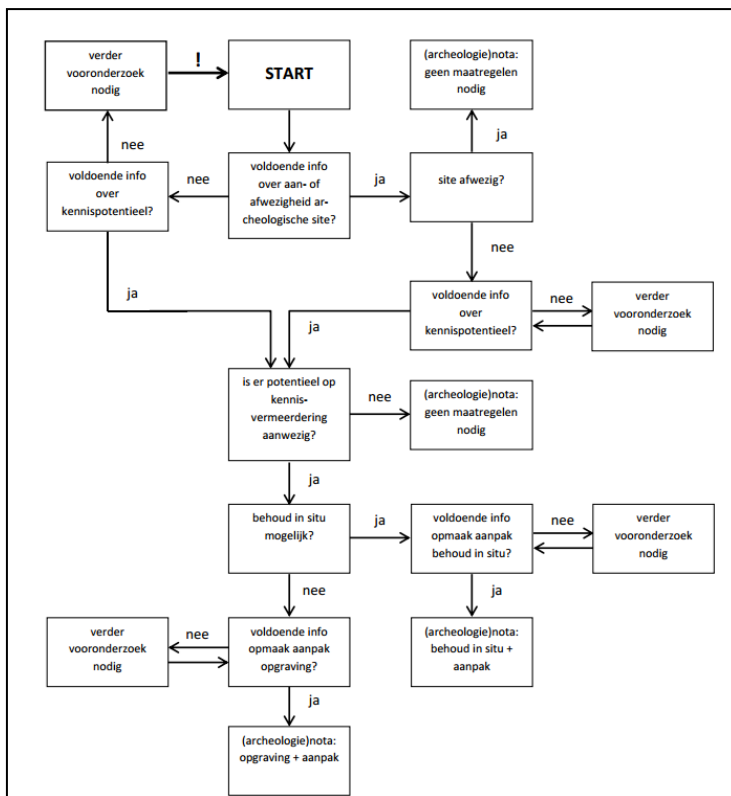 verder
vooronderzoek
nodig
!
START
(archeologie)nota:
geen maatregelen
nodig
nee
ja
voldoende info
over
kennispotentieel?
nee
voldoende info
over aan- of
afwezigheid ar-
cheologische site?
ja
site afwezig?
nee
ja
voldoende info
over
kennispotentieel?
nee
verder
vooronderzoek
nodig
ja
is er potentieel op
kennis-
vermeerdering
aanwezig?
nee
(archeologie)nota:
geen maatregelen
nodig
ja
behoud in situ
mogelijk?
ja
voldoende info
opmaak aanpak
behoud in situ?
nee
verder
vooronderzoek
nodig
nee
ja
verder
vooronderzoek
nodig
nee
voldoende info
opmaak aanpak
opgraving?
(archeologie)nota:
behoud in situ +
aanpak
ja
(archeologie)nota:
opgraving + aanpak